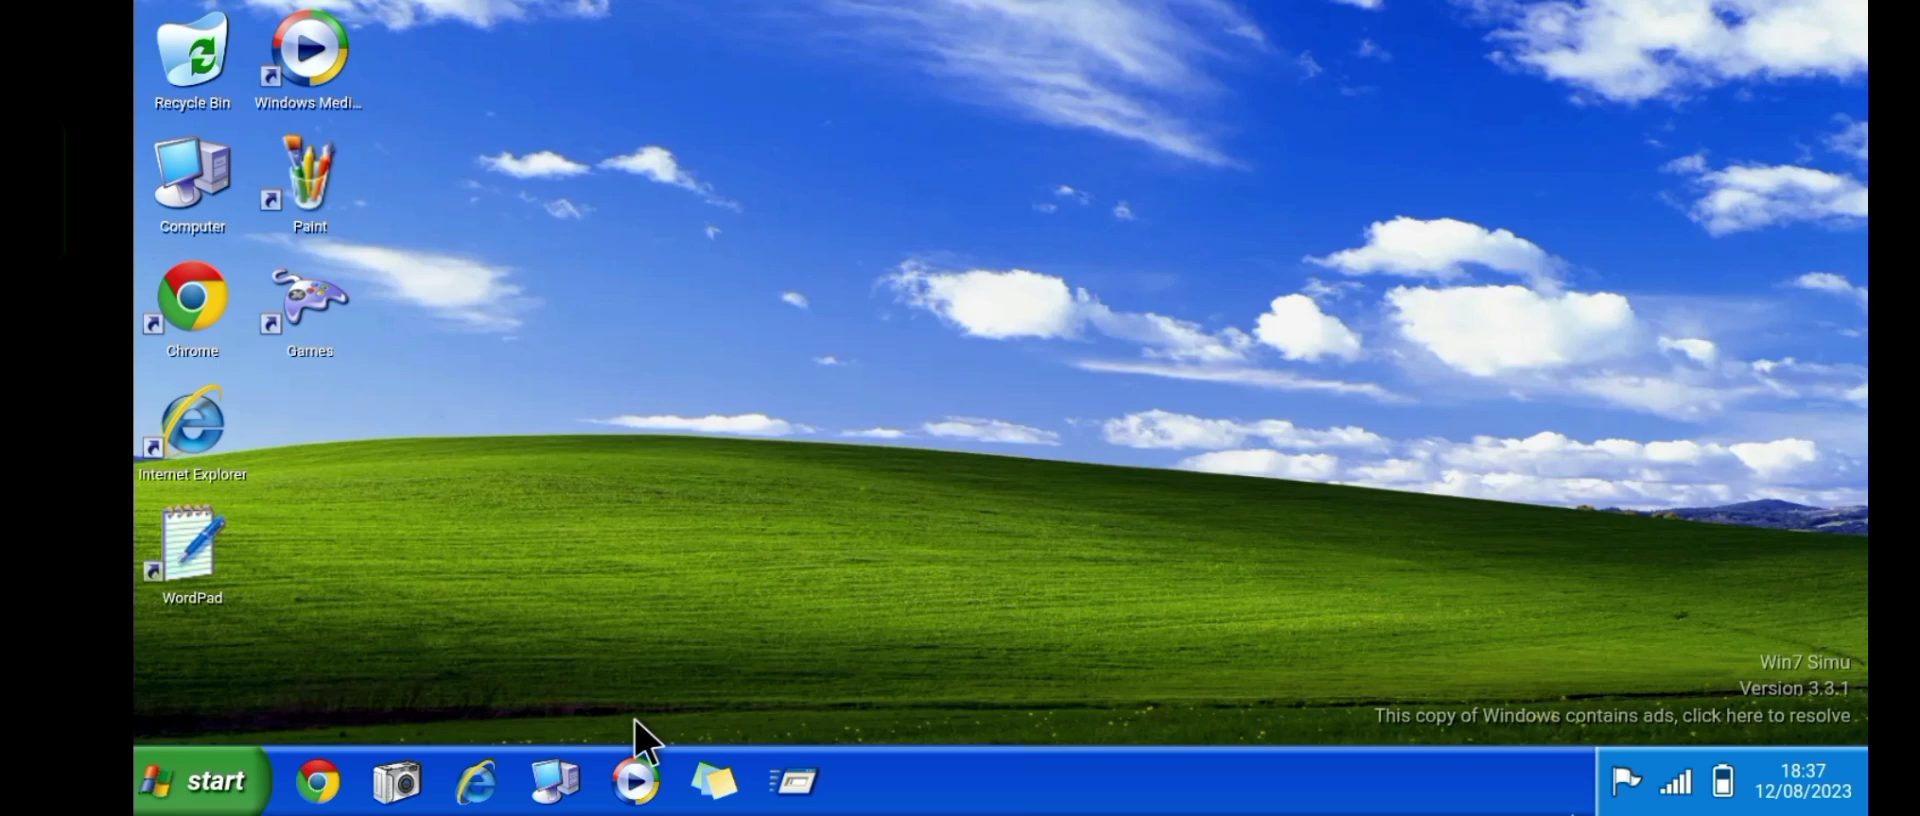 Recycle Bin
Windows Medi...
Computer
Paint
Chrome
Games
Internet Explorer
WordPad
Win7 Simu
Version 3.3.1
This copy of Windows contains ads, click here to resolve
start
18:37
12/08/2023